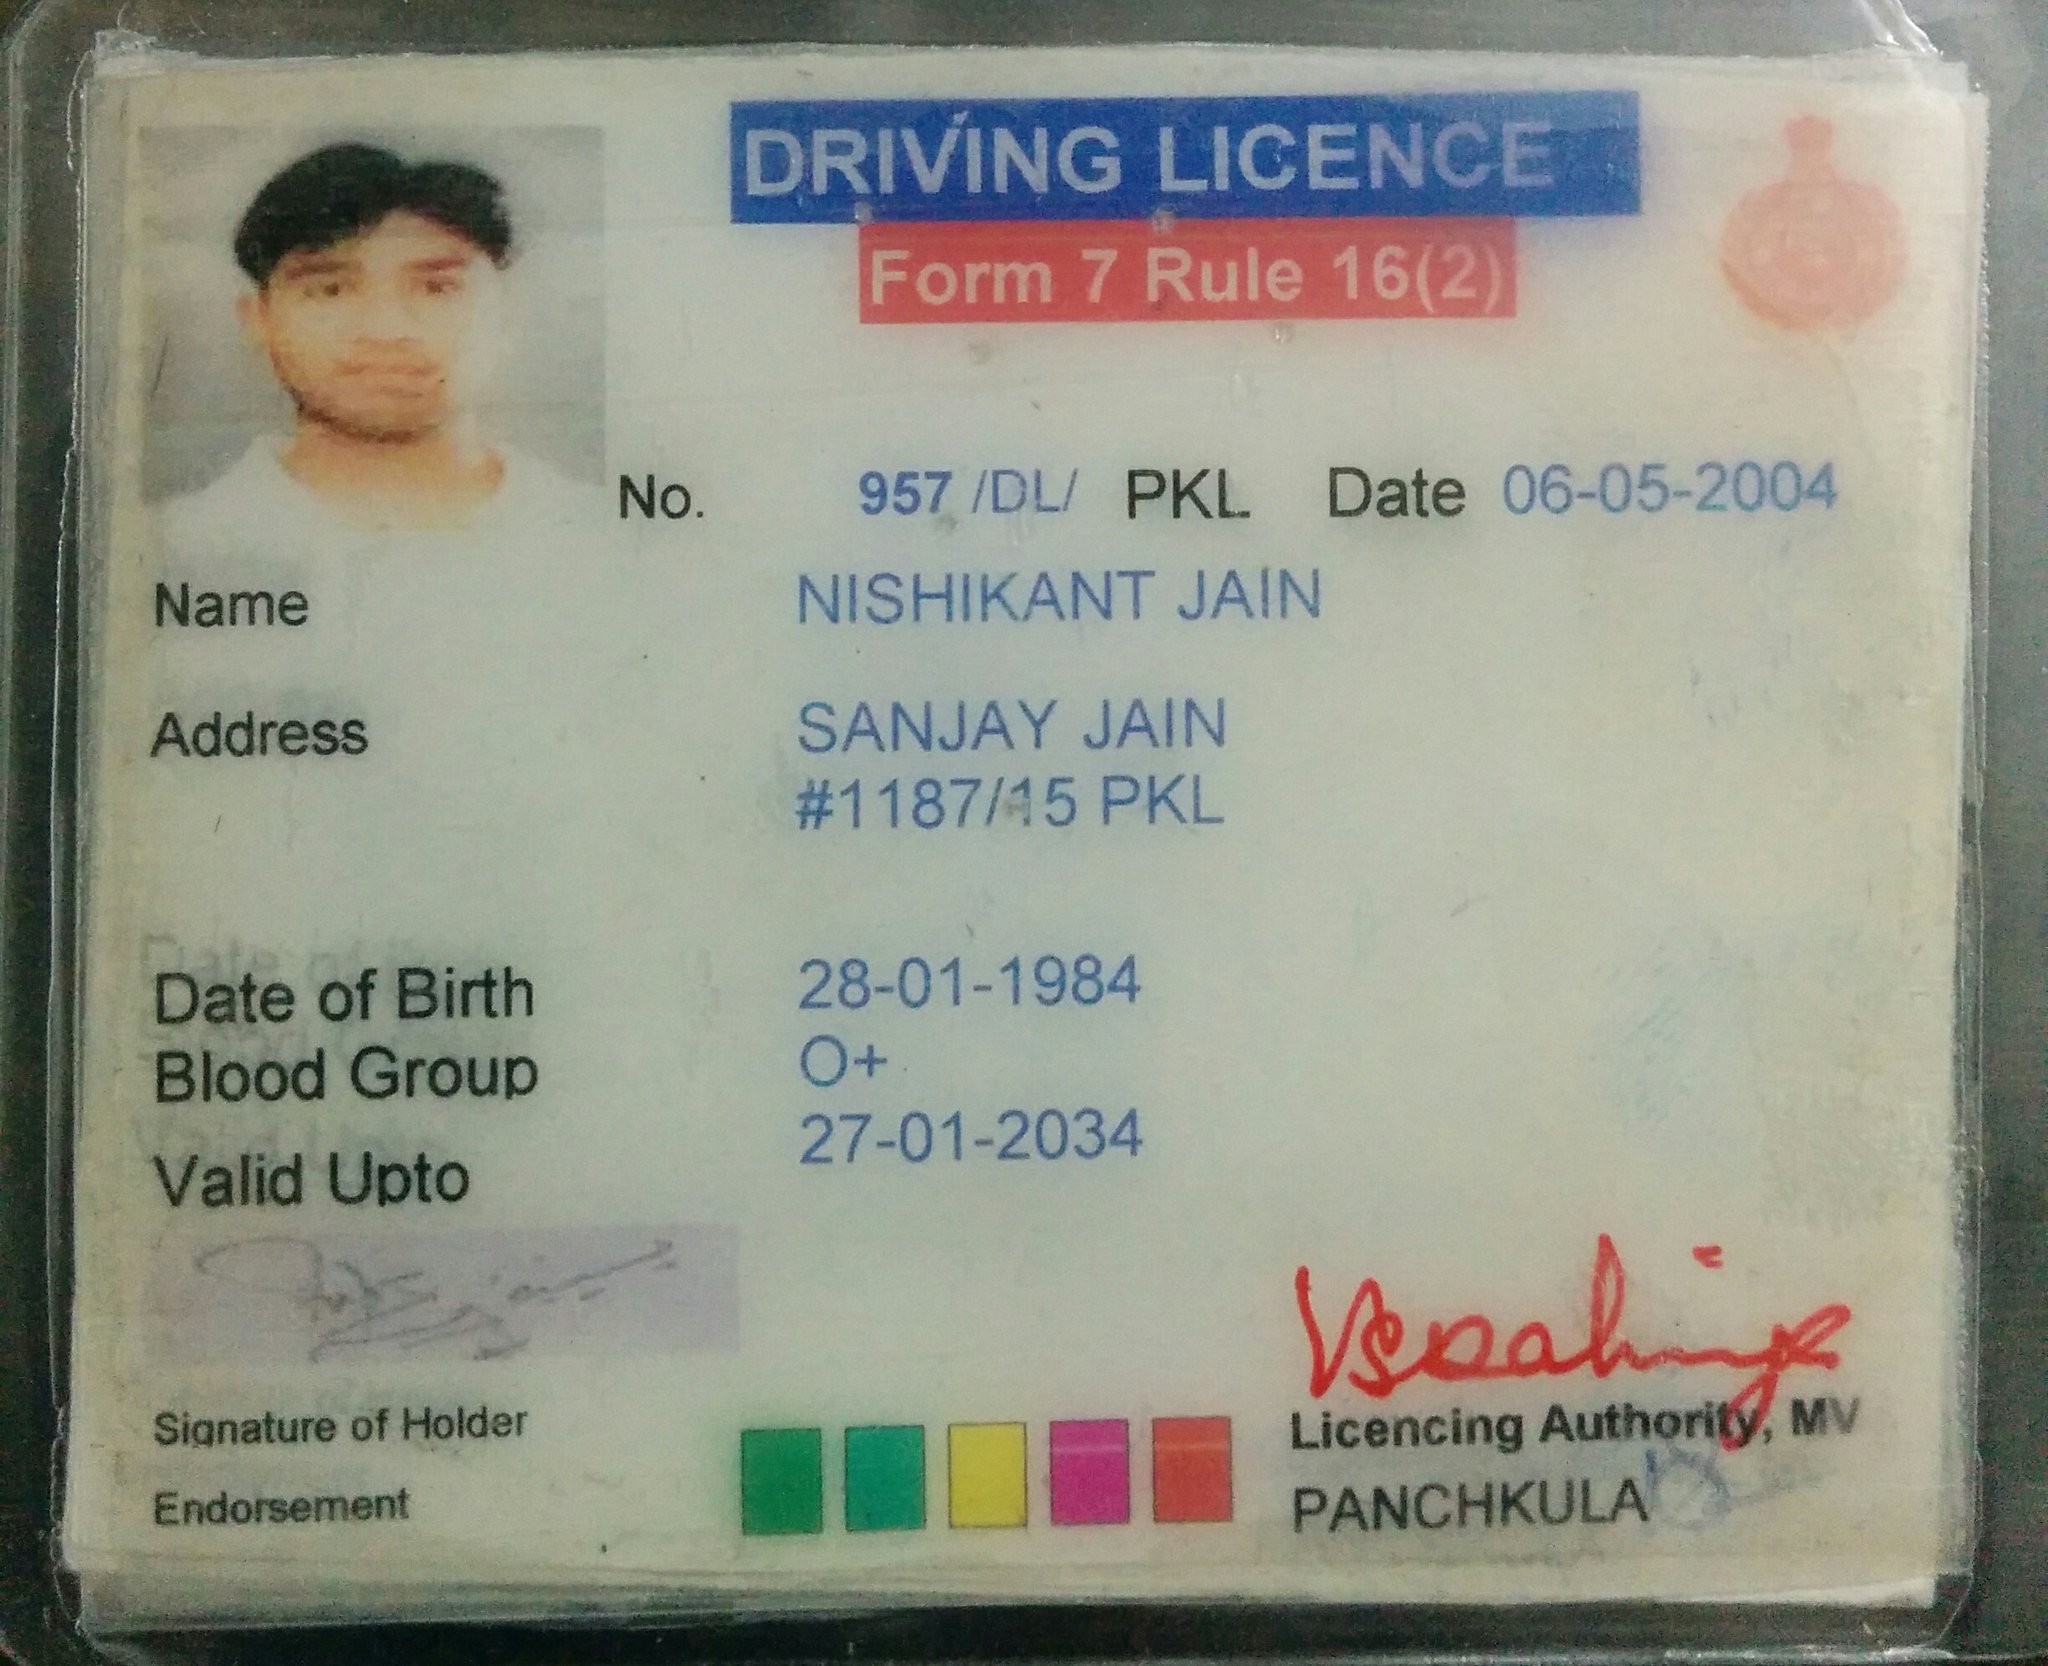 DRIVING LICENCE
Form 7 Rule 16(2)
No. 957 /DL/ PKL Date 06-05-2004
Name NISHIKANT JAIN
Address SANJAY JAIN
#1187/15 PKL
Date of Birth 28-01-1984
Blood Group O+
Valid Upto 27-01-2034
Signature of Holder
Licencing Authority, MV
Endorsement
PANCHKULA